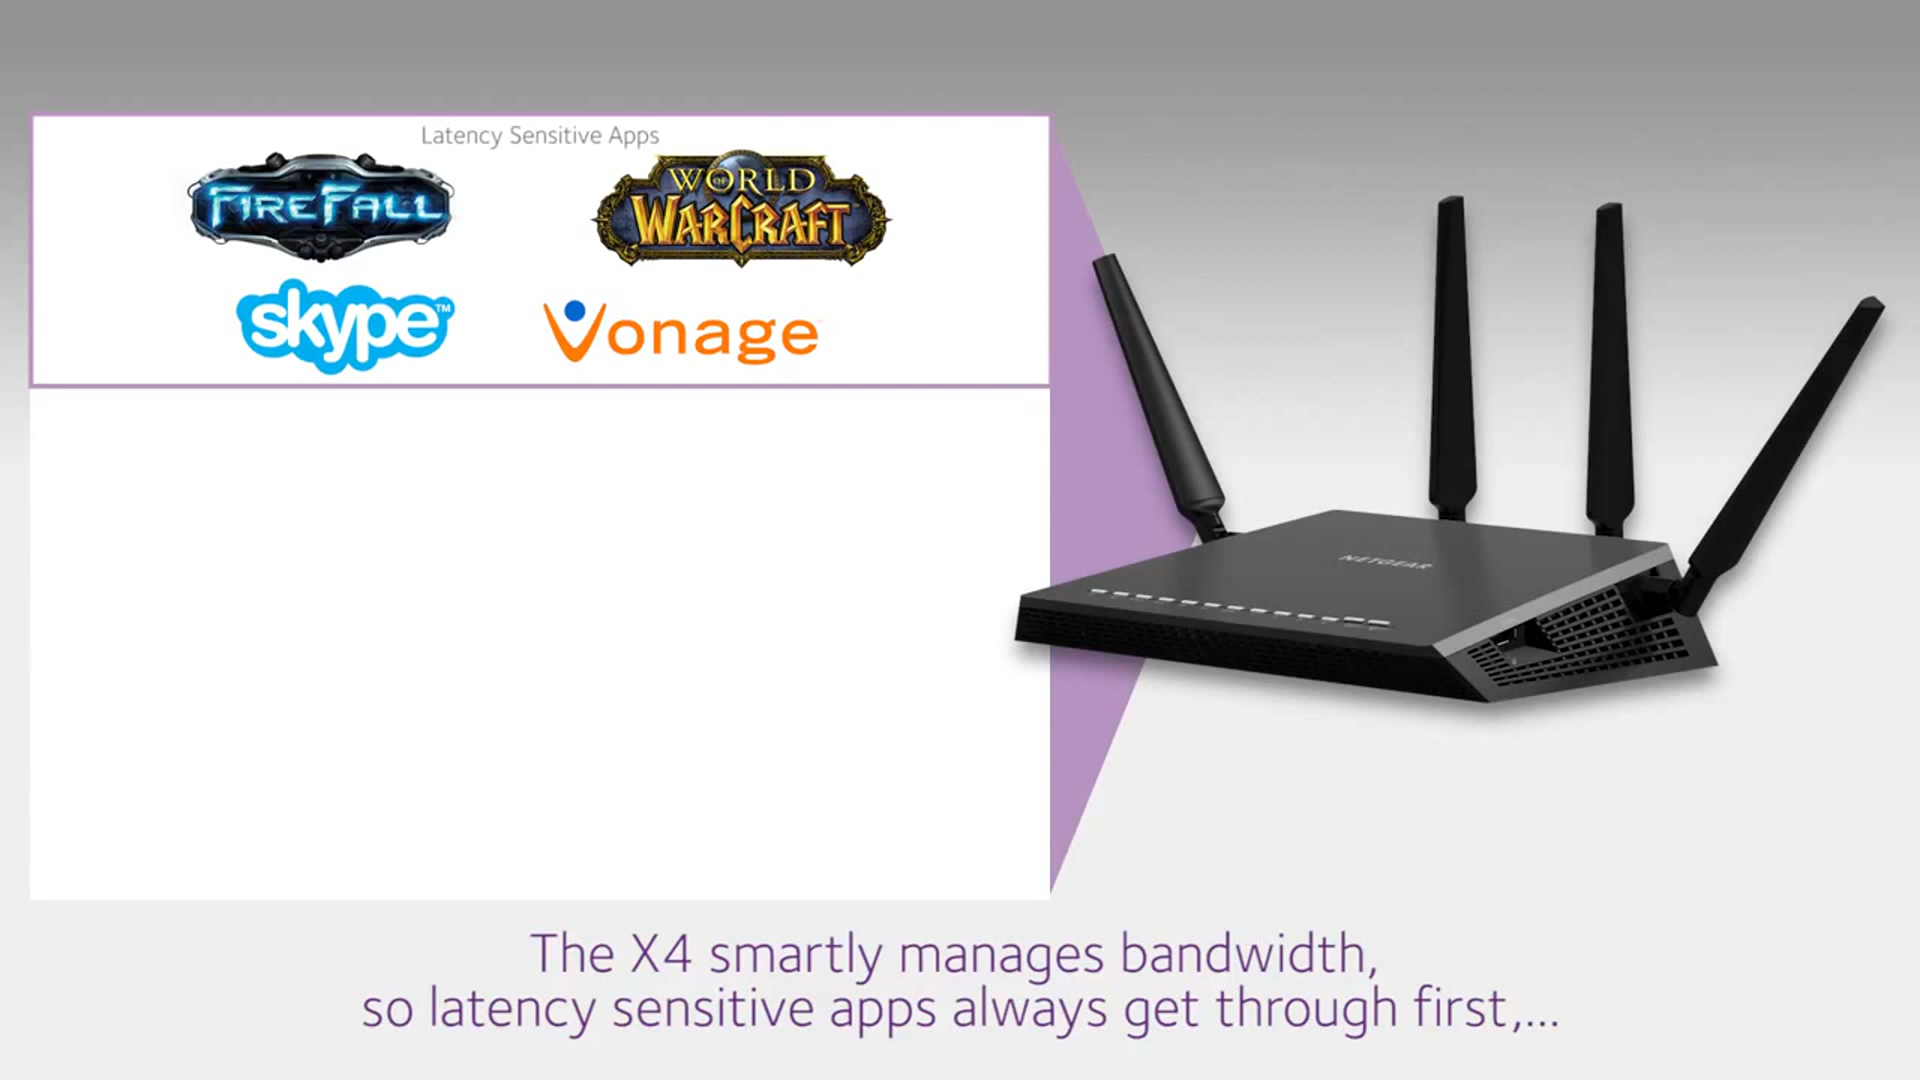 Latency Sensitive Apps
FIREFALL
WORLD OF
WARCRAFT
skype™
Vonage
NETGEAR
The X4 smartly manages bandwidth,
so latency sensitive apps always get through first,...